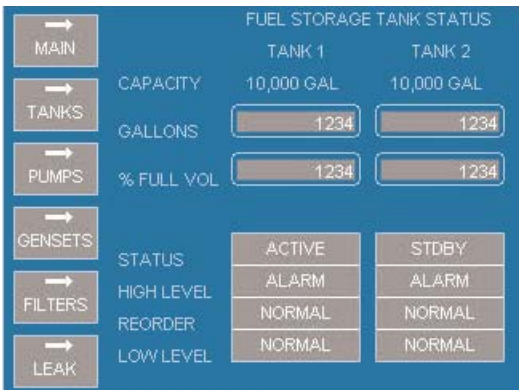 FUEL STORAGE TANK STATUS
MAIN
TANK 1 TANK 2
CAPACITY 10,000 GAL 10,000 GAL
TANKS
GALLONS 1234 1234
PUMPS
% FULL VOL 1234 1234
GENSETS
STATUS ACTIVE STDBY
HIGH LEVEL ALARM ALARM
FILTERS
REORDER NORMAL NORMAL
LOW LEVEL NORMAL NORMAL
LEAK